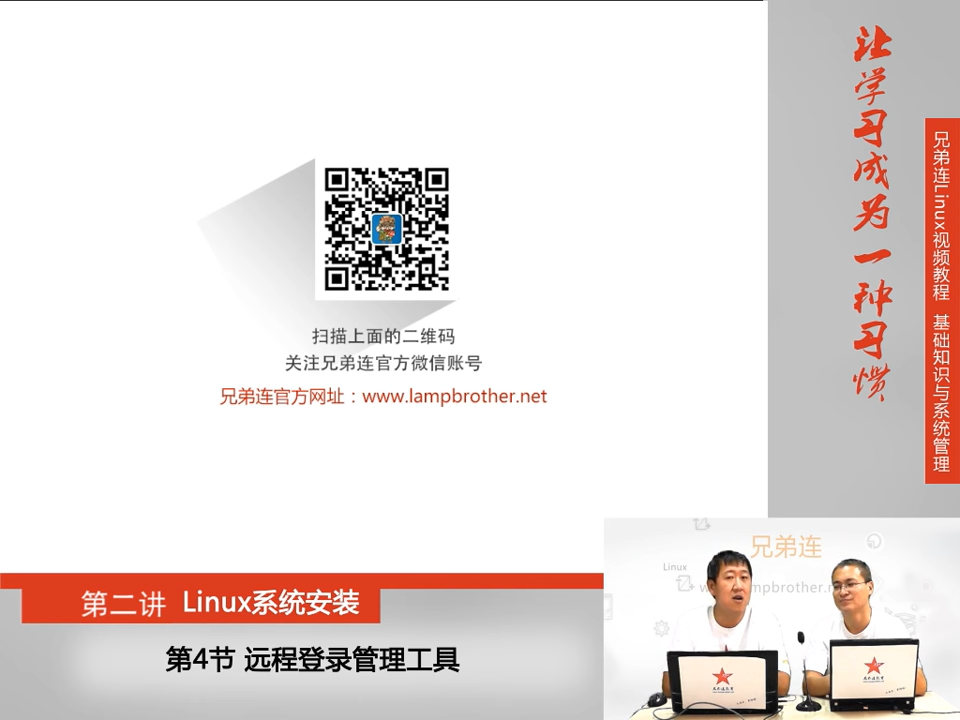 让学习成为一种习惯
兄弟连Linux视频教程 基础知识与系统管理
扫描上面的二维码
关注兄弟连官方微信账号
兄弟连官方网址：www.lampbrother.net
第二讲 Linux系统安装
第4节 远程登录管理工具
兄弟连
Linux